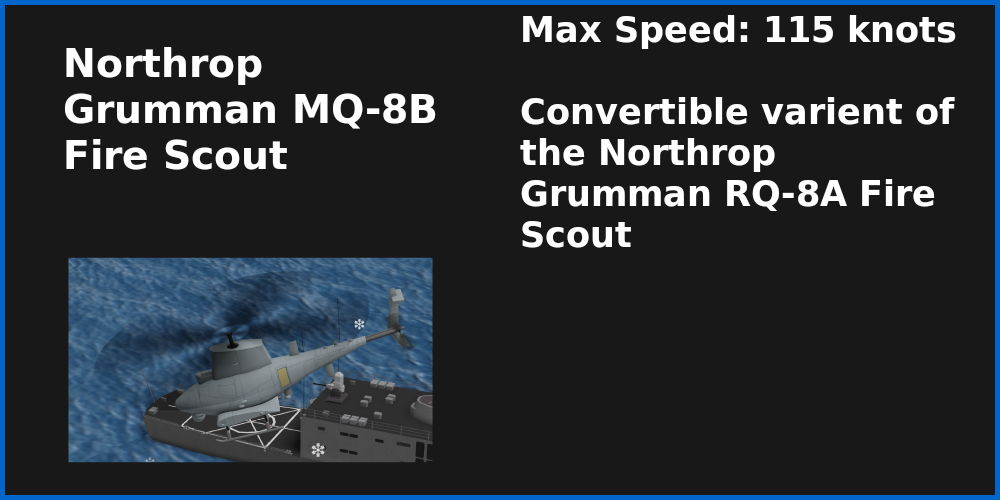 Northrop
Grumman MQ-8B
Fire Scout
Max Speed: 115 knots
Convertible varient of
the Northrop
Grumman RQ-8A Fire
Scout